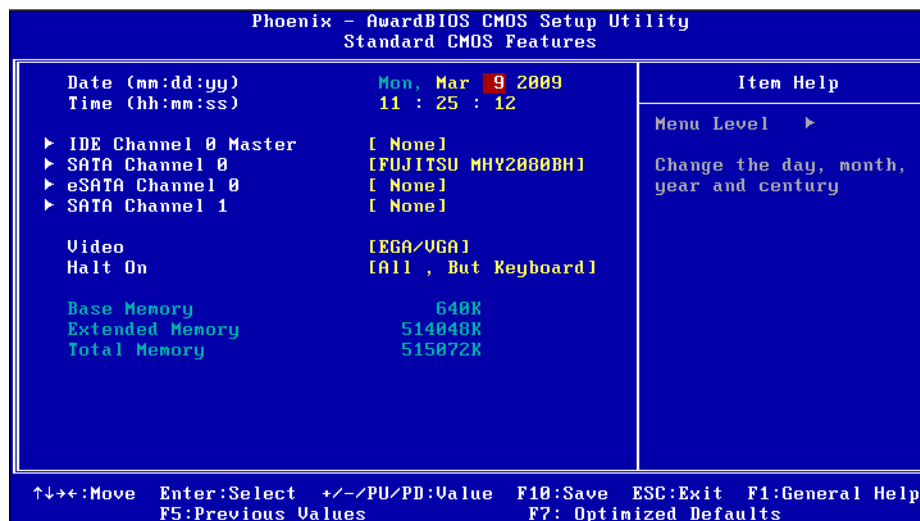 Phoenix - AwardBIOS CMOS Setup Utility
Standard CMOS Features
Date (mm:dd:yy) Mon, Mar 9 2009
Time (hh:mm:ss) 11 : 25 : 12
▶ IDE Channel 0 Master [ None]
▶ SATA Channel 0 [FUJITSU MHY2080BH]
▶ eSATA Channel 0 [ None]
▶ SATA Channel 1 [ None]
Video [EGA/VGA]
Halt On [All , But Keyboard]
Base Memory 640K
Extended Memory 514048K
Total Memory 515072K
Item Help
Menu Level ▶
Change the day, month,
year and century
↑↓→←:Move Enter:Select +/-/PU/PD:Value F10:Save ESC:Exit F1:General Help
F5:Previous Values F7: Optimized Defaults